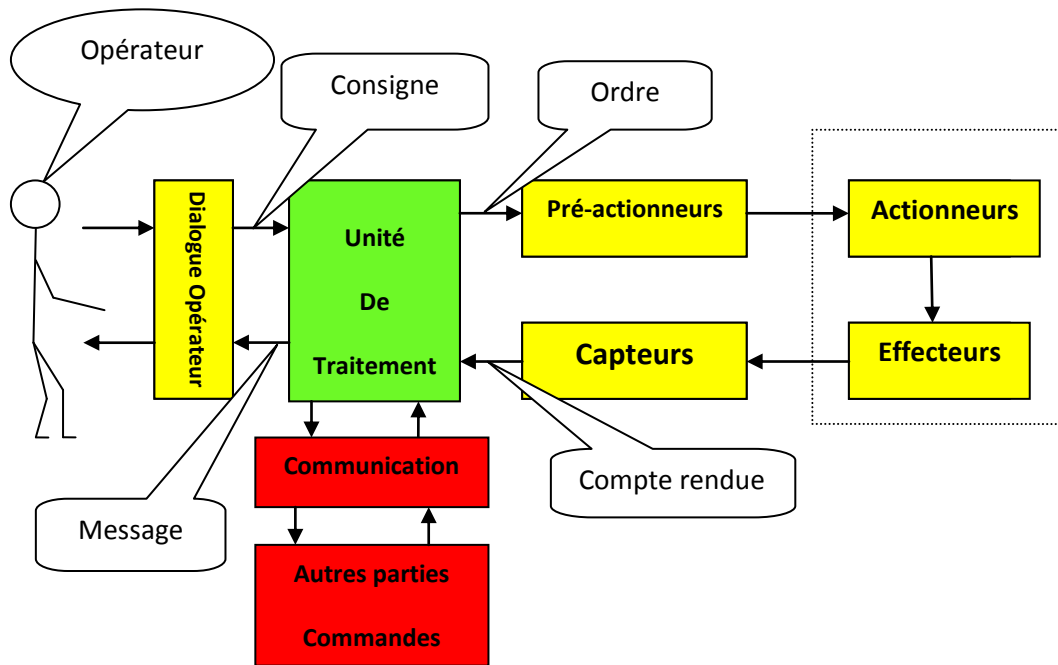 Opérateur
Consigne
Ordre
Dialogue Opérateur
Unité
De
Traitement
Pré-actionneurs
Actionneurs
Capteurs
Effecteurs
Communication
Compte rendue
Message
Autres parties
Commandes